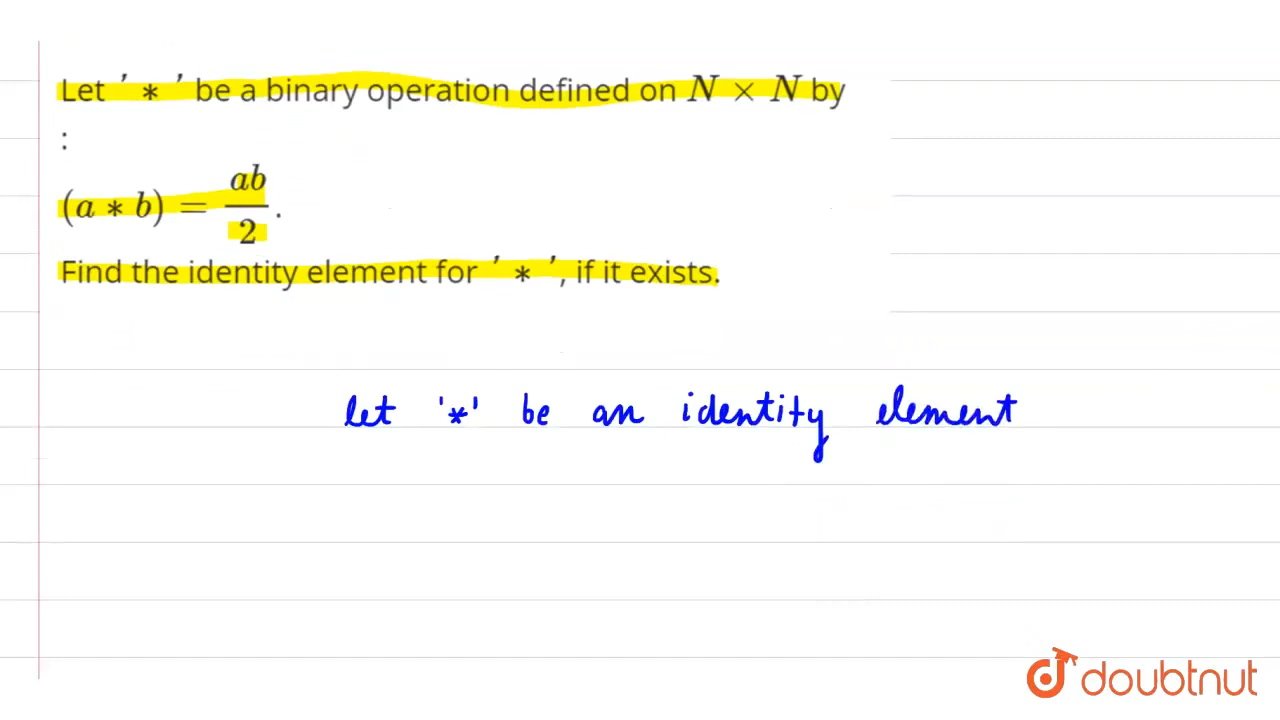 Let '∗' be a binary operation defined on N × N by
:
(a ∗ b) = ab/2.
Find the identity element for '∗', if it exists.
let '*' be an identity element
doubtnut